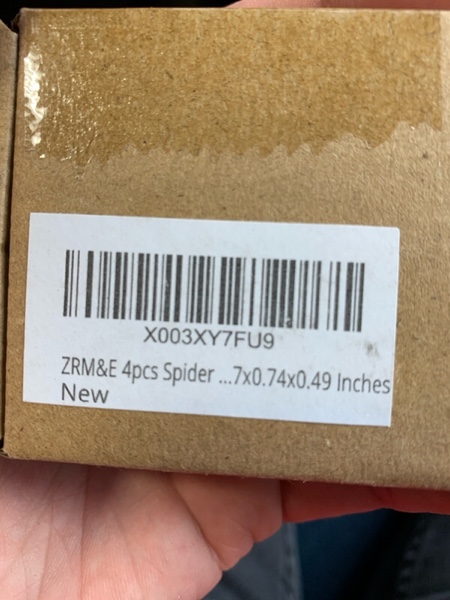 X003XY7FU9
ZRM&E 4pcs Spider ...7x0.74x0.49 Inches
New